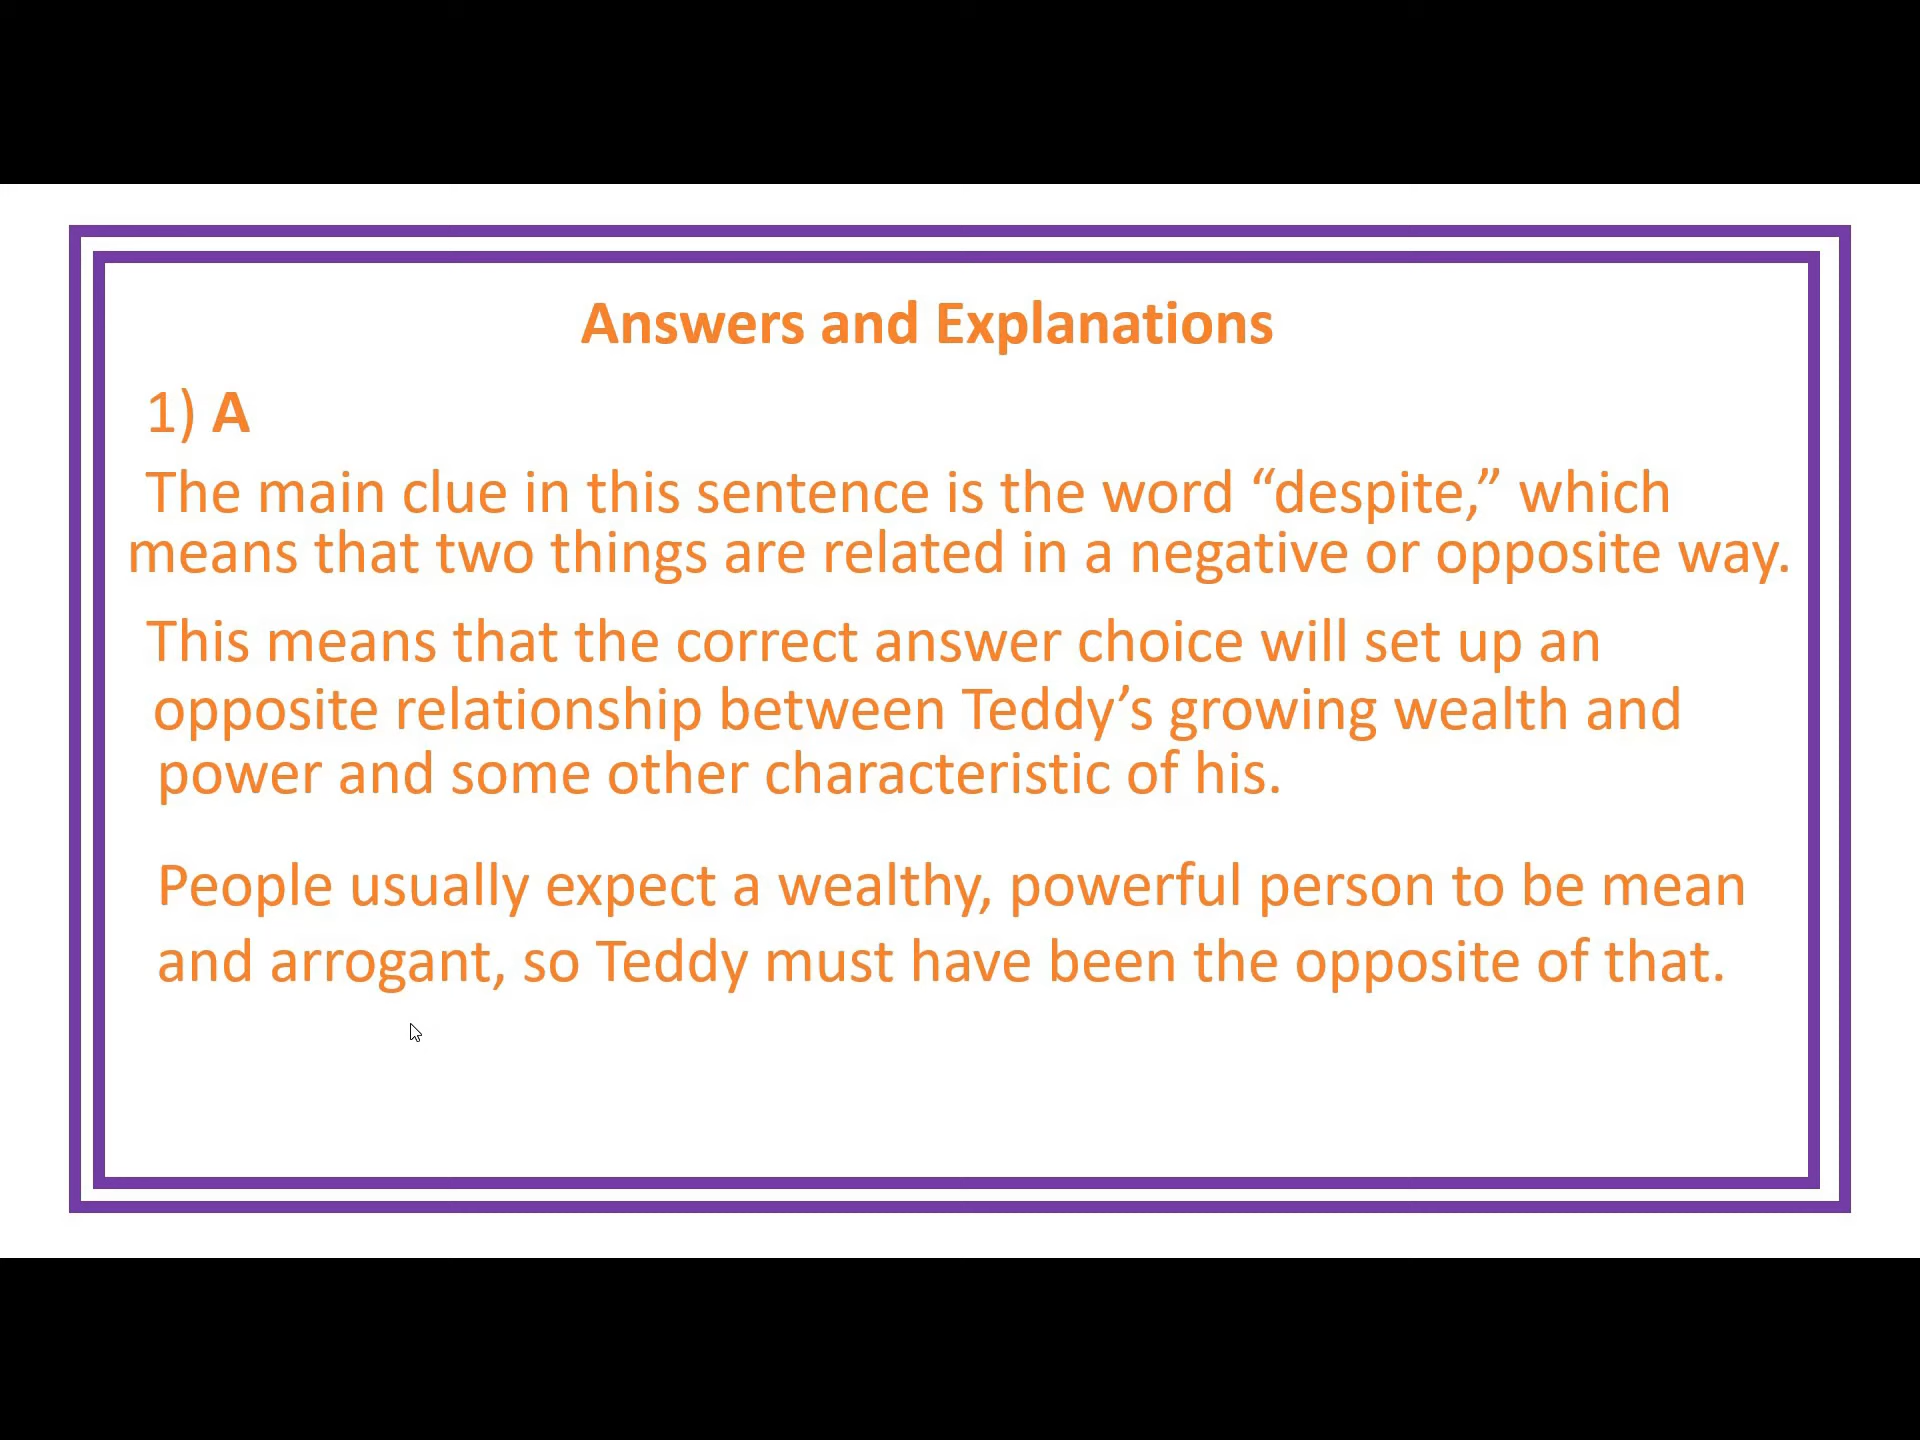 Answers and Explanations
1) A
The main clue in this sentence is the word “despite,” which
means that two things are related in a negative or opposite way.
This means that the correct answer choice will set up an
opposite relationship between Teddy’s growing wealth and
power and some other characteristic of his.
People usually expect a wealthy, powerful person to be mean
and arrogant, so Teddy must have been the opposite of that.